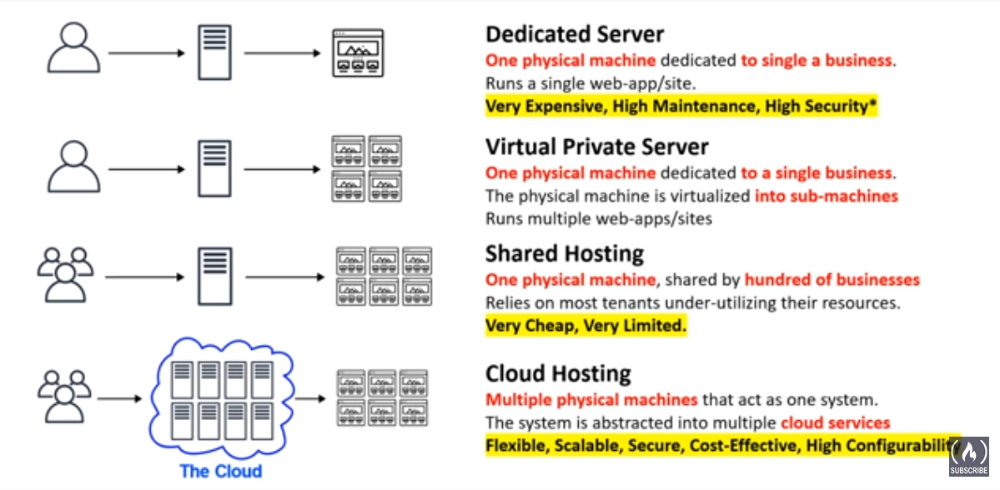 Dedicated Server
One physical machine dedicated to single a business.
Runs a single web-app/site.
Very Expensive, High Maintenance, High Security*
Virtual Private Server
One physical machine dedicated to a single business.
The physical machine is virtualized into sub-machines
Runs multiple web-apps/sites
Shared Hosting
One physical machine, shared by hundred of businesses
Relies on most tenants under-utilizing their resources.
Very Cheap, Very Limited.
Cloud Hosting
Multiple physical machines that act as one system.
The system is abstracted into multiple cloud services
Flexible, Scalable, Secure, Cost-Effective, High Configurability
The Cloud
SUBSCRIBE